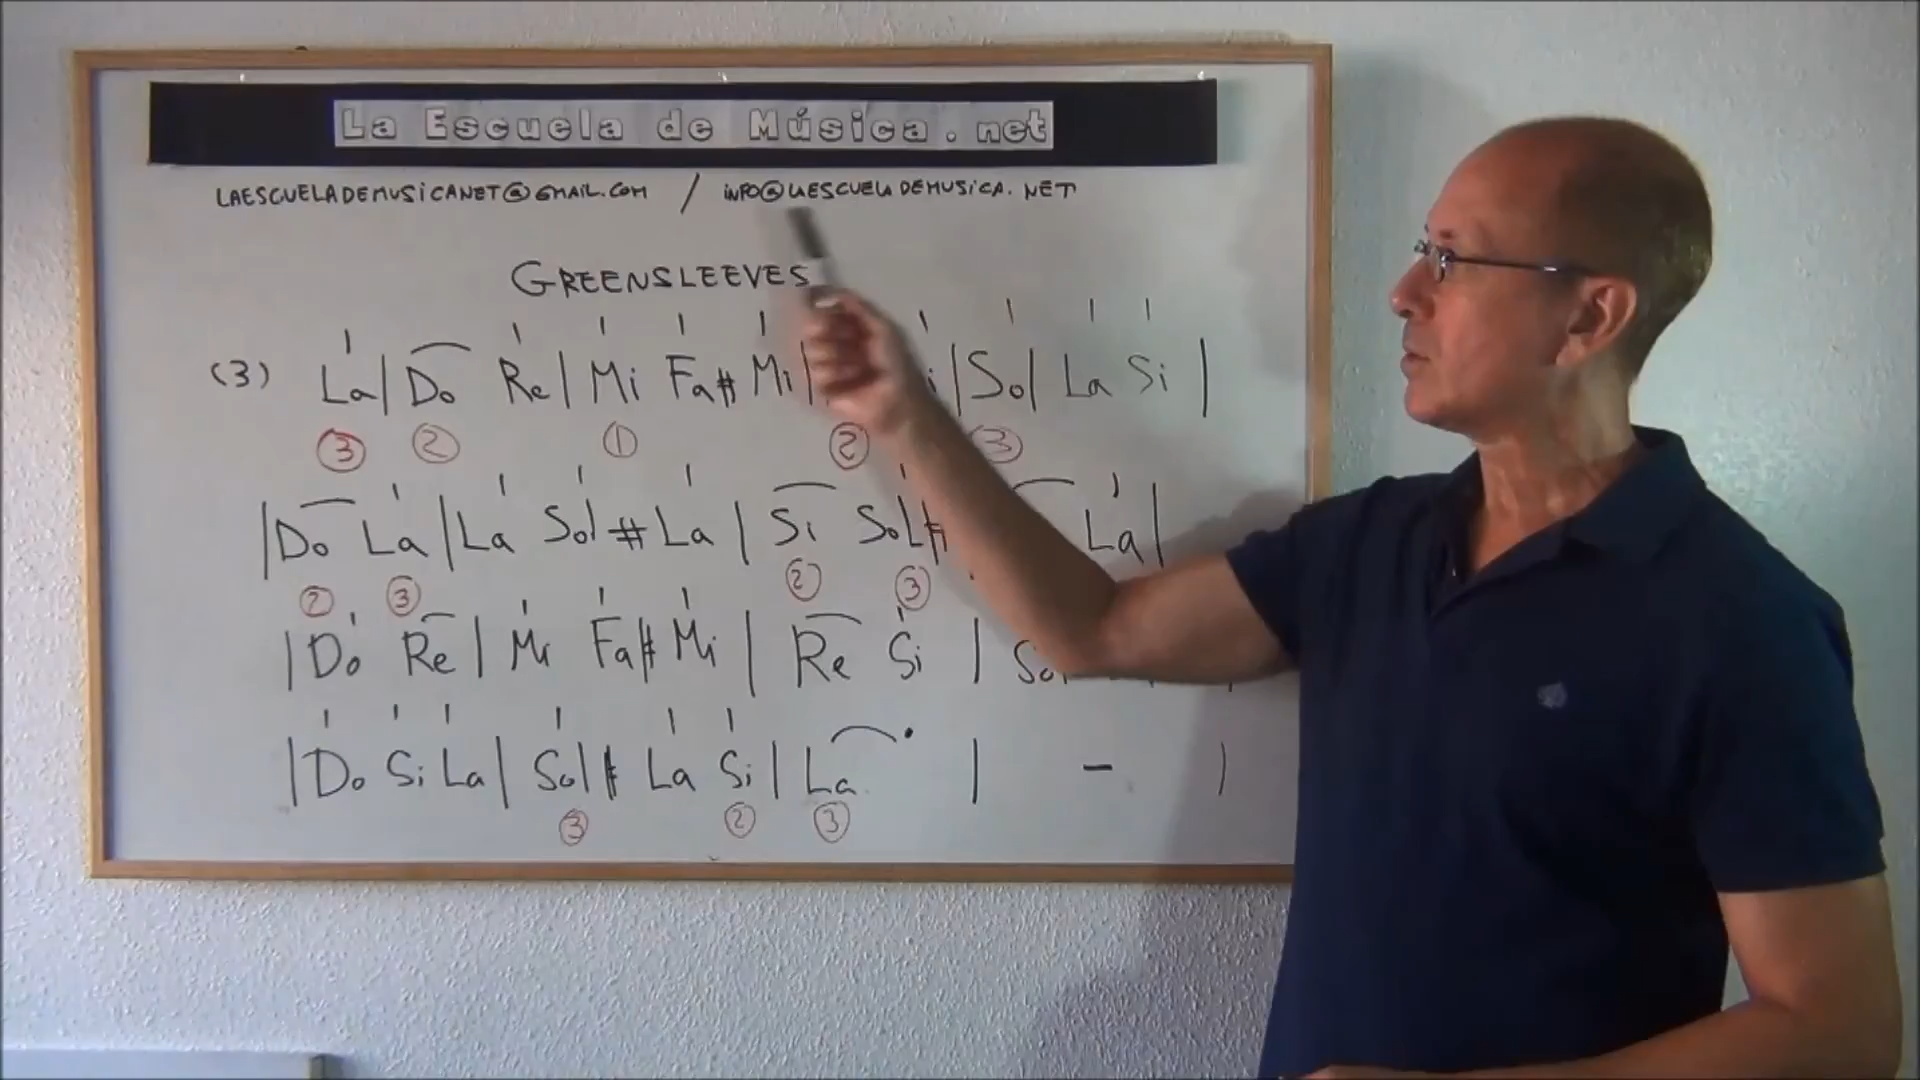 La Escuela de Música.net
LAESCUELADEMUSICANET@GMAIL.COM / INFO@LAESCUELADEMUSICA.NET
GREENSLEEVES
(3) La | Do Re | Mi Fa# Mi | | Sol La Si |
3 2 1 2 3
| Do La | La Sol# La | Si Sol# La |
2 3 2 3
| Do Re | Mi Fa# Mi | Re Si |
| Do Si La | Sol# La Si | La | - |
3 2 3